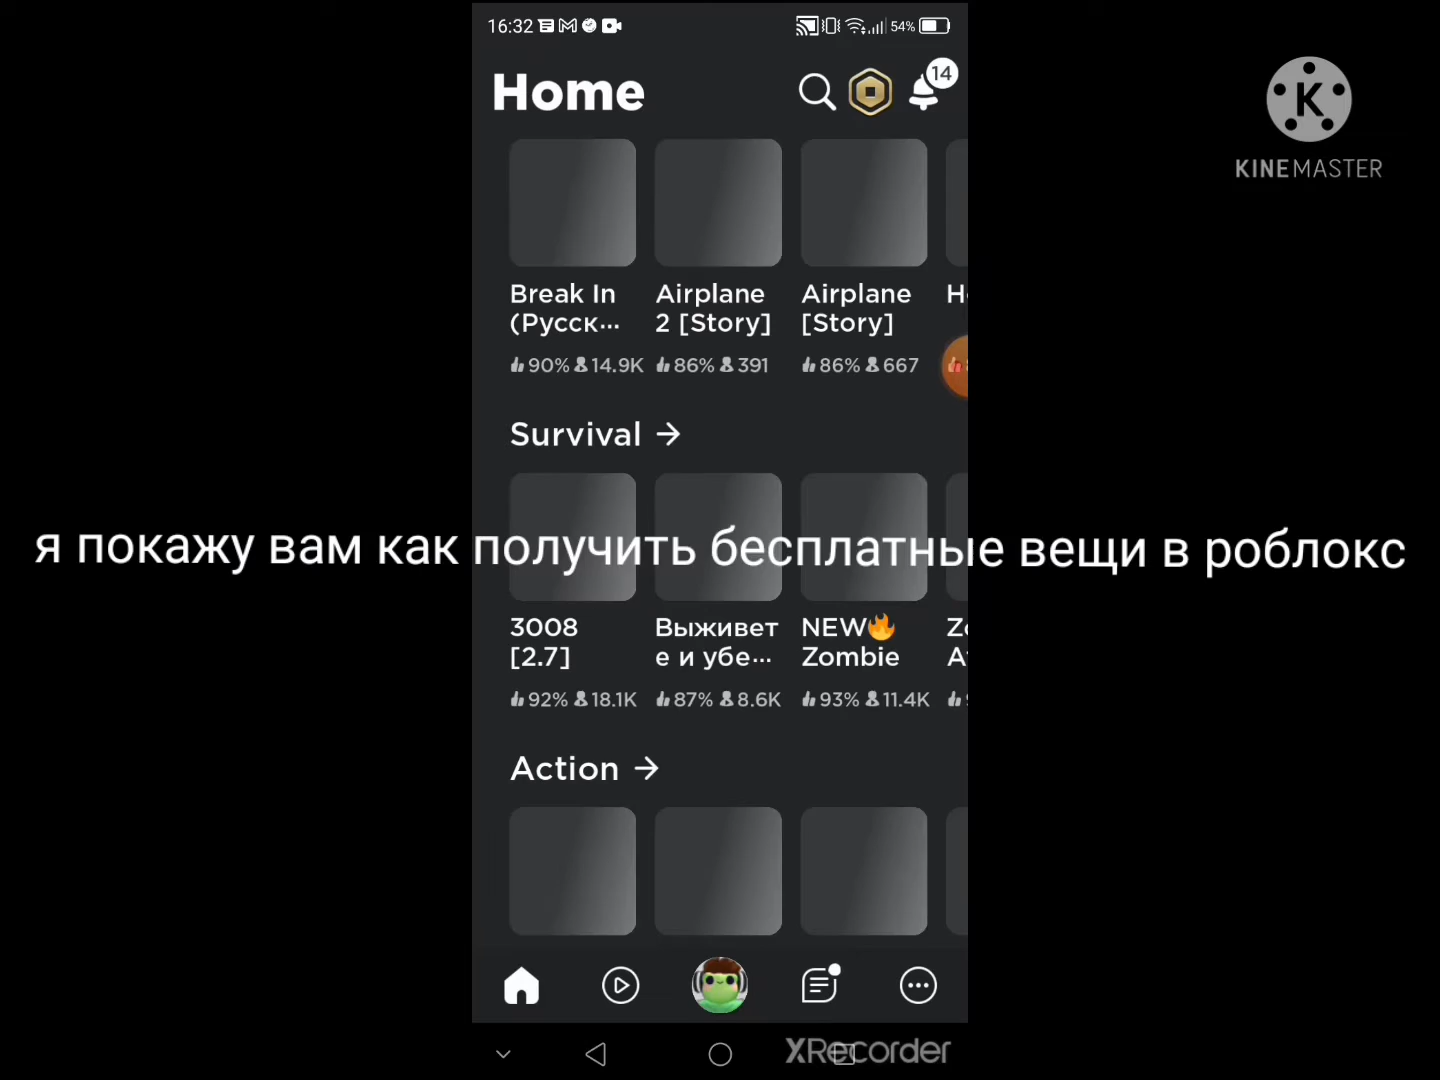 16:32
54%
Home
14
KINEMASTER
Break In (Русск...
Airplane 2 [Story]
Airplane [Story]
90% 14.9K
86% 391
86% 667
Survival →
я покажу вам как получить бесплатные вещи в роблокс
3008 [2.7]
Выживет е и убе...
NEW🔥 Zombie
92% 18.1K
87% 8.6K
93% 11.4K
Action →
XRecorder